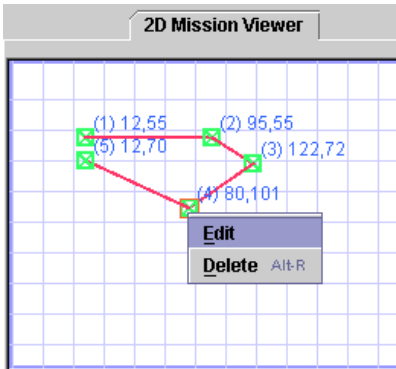 2D Mission Viewer
(1) 12,55
(2) 95,55
(5) 12,70
(3) 122,72
(4) 80,101
Edit
Delete Alt-R